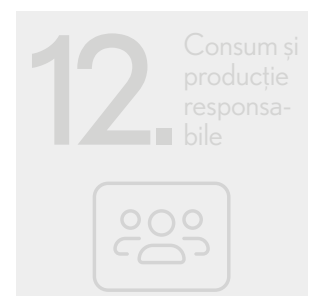 12.
Consum și
producție
responsa-
bile